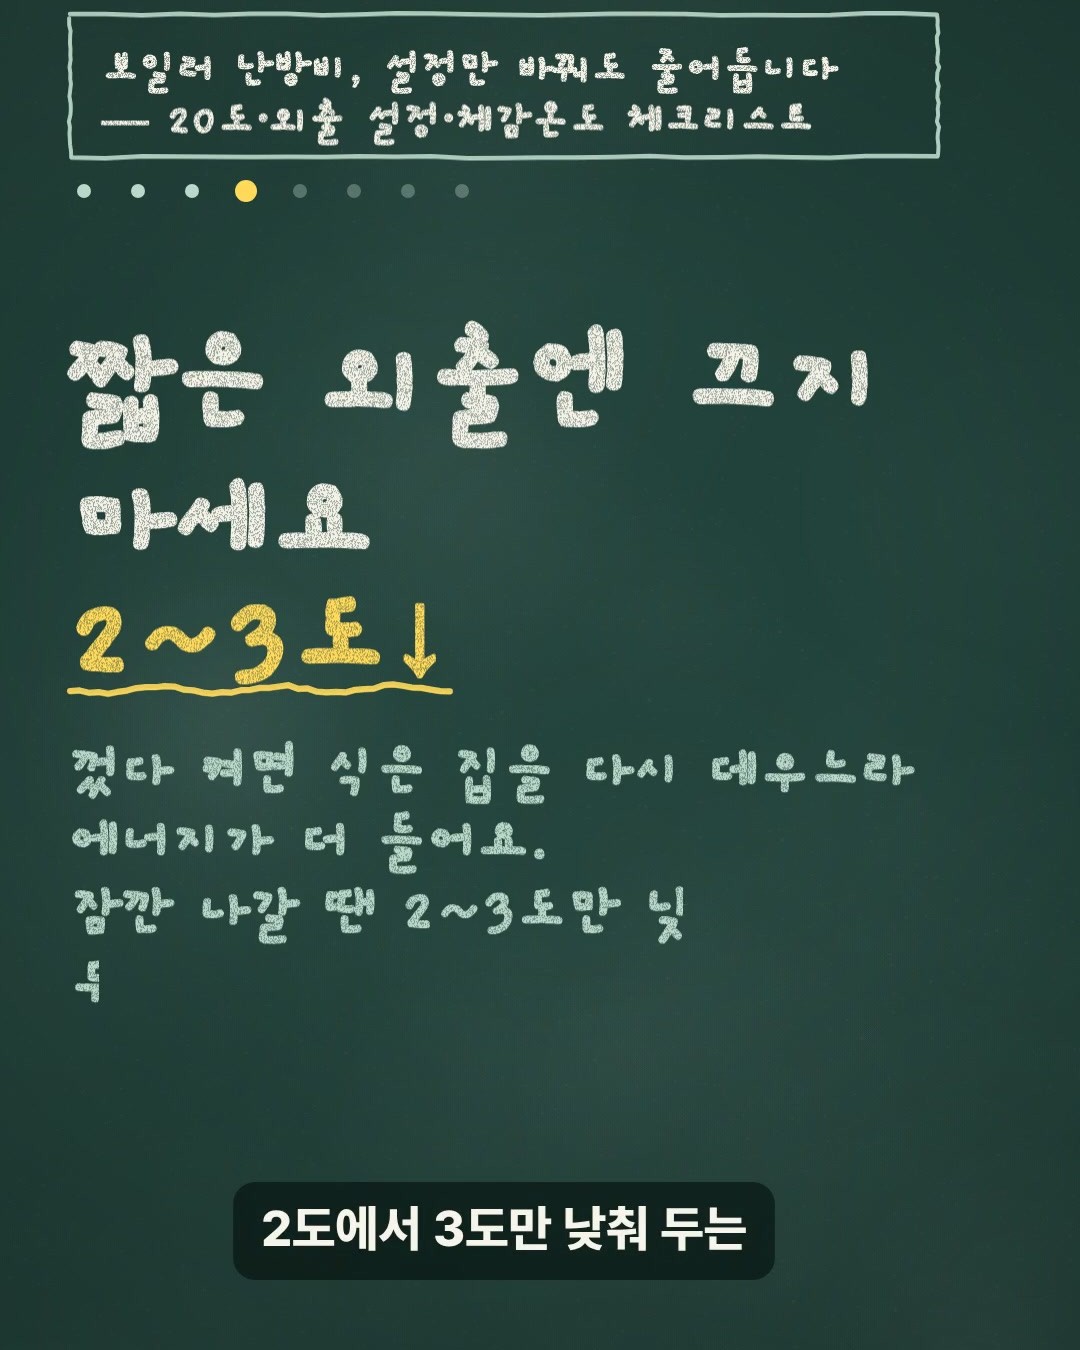 보일러 난방비, 설정만 바꿔도 줄어듭니다
— 20도·외출 설정·체감온도 체크리스트
짧은 외출엔 끄지
마세요
2~3도↓
껐다 켜면 식은 집을 다시 데우느라
에너지가 더 들어요.
잠깐 나갈 땐 2~3도만
2도에서 3도만 낮춰 두는